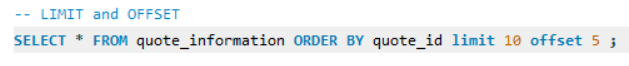 -- LIMIT and OFFSET
SELECT * FROM quote_information ORDER BY quote_id limit 10 offset 5 ;